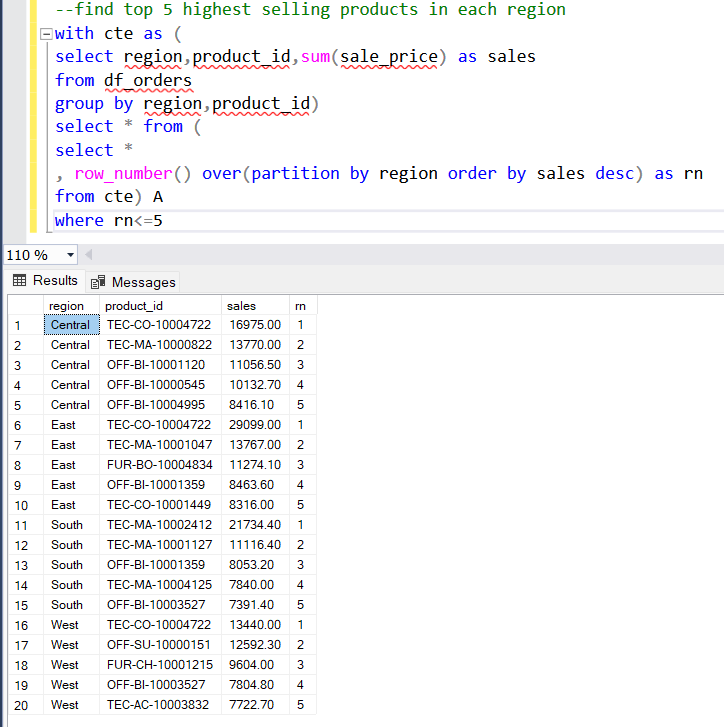 --find top 5 highest selling products in each region
with cte as (
select region,product_id,sum(sale_price) as sales
from df_orders
group by region,product_id)
select * from (
select *
, row_number() over(partition by region order by sales desc) as rn
from cte) A
where rn<=5
110 %
Results Messages
region product_id sales rn
1 Central TEC-CO-10004722 16975.00 1
2 Central TEC-MA-10000822 13770.00 2
3 Central OFF-BI-10001120 11056.50 3
4 Central OFF-BI-10000545 10132.70 4
5 Central OFF-BI-10004995 8416.10 5
6 East TEC-CO-10004722 29099.00 1
7 East TEC-MA-10001047 13767.00 2
8 East FUR-BO-10004834 11274.10 3
9 East OFF-BI-10001359 8463.60 4
10 East TEC-CO-10001449 8316.00 5
11 South TEC-MA-10002412 21734.40 1
12 South TEC-MA-10001127 11116.40 2
13 South OFF-BI-10001359 8053.20 3
14 South TEC-MA-10004125 7840.00 4
15 South OFF-BI-10003527 7391.40 5
16 West TEC-CO-10004722 13440.00 1
17 West OFF-SU-10000151 12592.30 2
18 West FUR-CH-10001215 9604.00 3
19 West OFF-BI-10003527 7804.80 4
20 West TEC-AC-10003832 7722.70 5